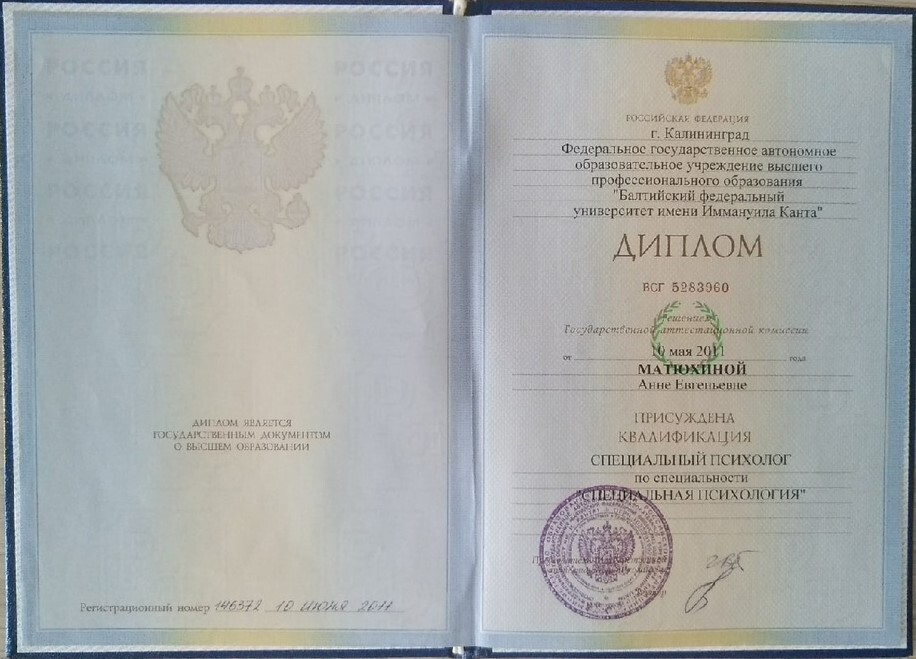 РОССИЯ РОССИЯ
РОССИЯ РОССИЯ
РОССИЯ РОССИЯ
ДИПЛОМ ЯВЛЯЕТСЯ
ГОСУДАРСТВЕННЫМ ДОКУМЕНТОМ
О ВЫСШЕМ ОБРАЗОВАНИИ
Регистрационный номер 146372 10 июня 2011
РОССИЙСКАЯ ФЕДЕРАЦИЯ
г. Калининград
Федеральное государственное автономное
образовательное учреждение высшего
профессионального образования
"Балтийский федеральный
университет имени Иммануила Канта"
ДИПЛОМ
ВСГ 5283960
Решением
Государственной аттестационной комиссии
от 10 мая 2011 года
МАТЮХИНОЙ
Анне Евгеньевне
ПРИСУЖДЕНА
КВАЛИФИКАЦИЯ
СПЕЦИАЛЬНЫЙ ПСИХОЛОГ
по специальности
"СПЕЦИАЛЬНАЯ ПСИХОЛОГИЯ"